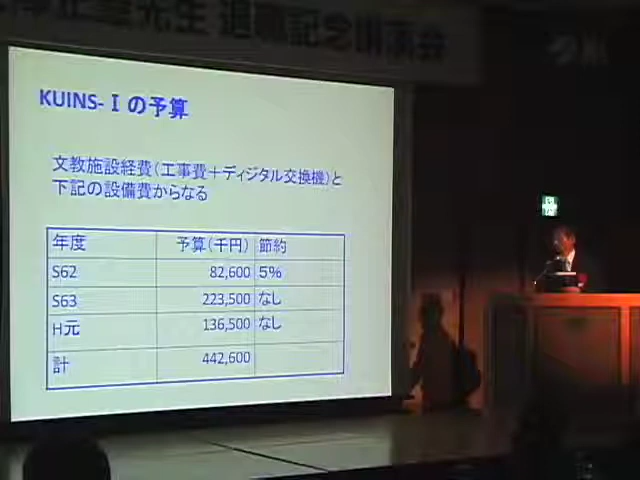 先生 退職記念講演会
KUINS-Ⅰの予算
文教施設経費(工事費+ディジタル交換機)と
下記の設備費からなる
年度 予算(千円) 節約
S62 82,600 5%
S63 223,500 なし
H元 136,500 なし
計 442,600